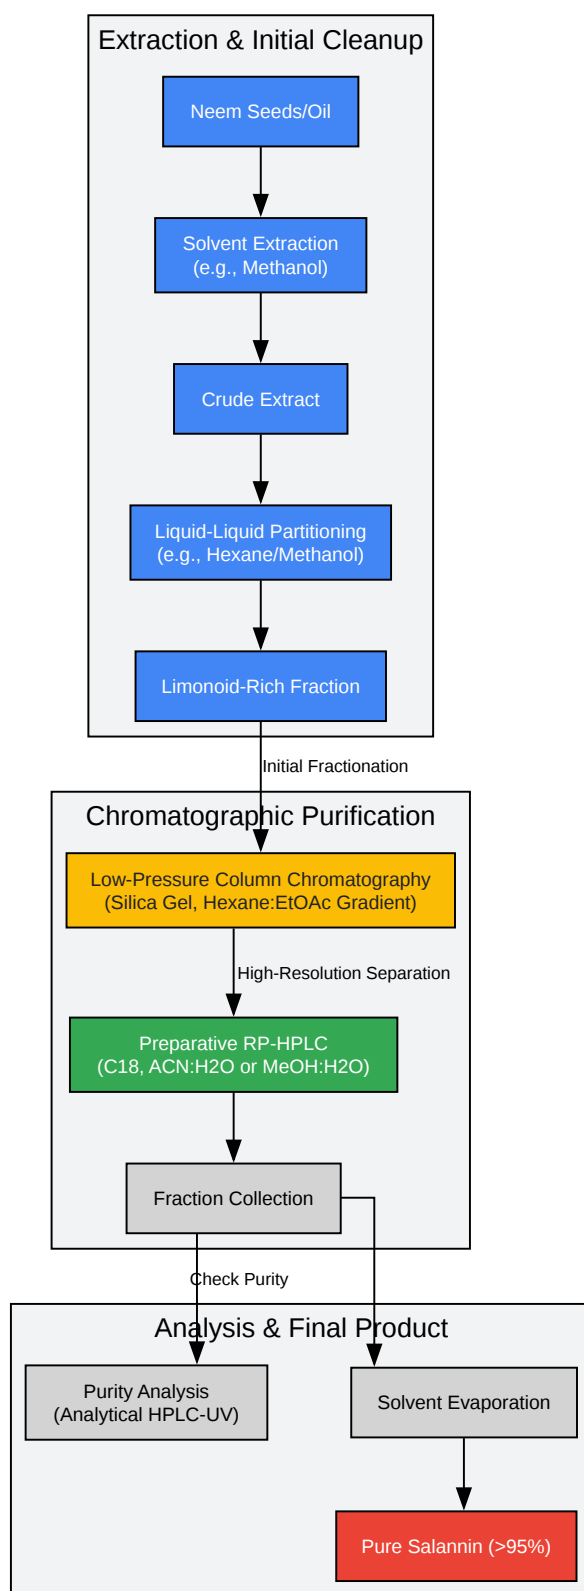 Extraction & Initial Cleanup
Neem Seeds/Oil
Solvent Extraction
(e.g., Methanol)
Crude Extract
Liquid-Liquid Partitioning
(e.g., Hexane/Methanol)
Limonoid-Rich Fraction
Initial Fractionation
Chromatographic Purification
Low-Pressure Column Chromatography
(Silica Gel, Hexane:EtOAc Gradient)
High-Resolution Separation
Preparative RP-HPLC
(C18, ACN:H2O or MeOH:H2O)
Fraction Collection
Check Purity
Analysis & Final Product
Purity Analysis
(Analytical HPLC-UV)
Solvent Evaporation
Pure Salannin (>95%)